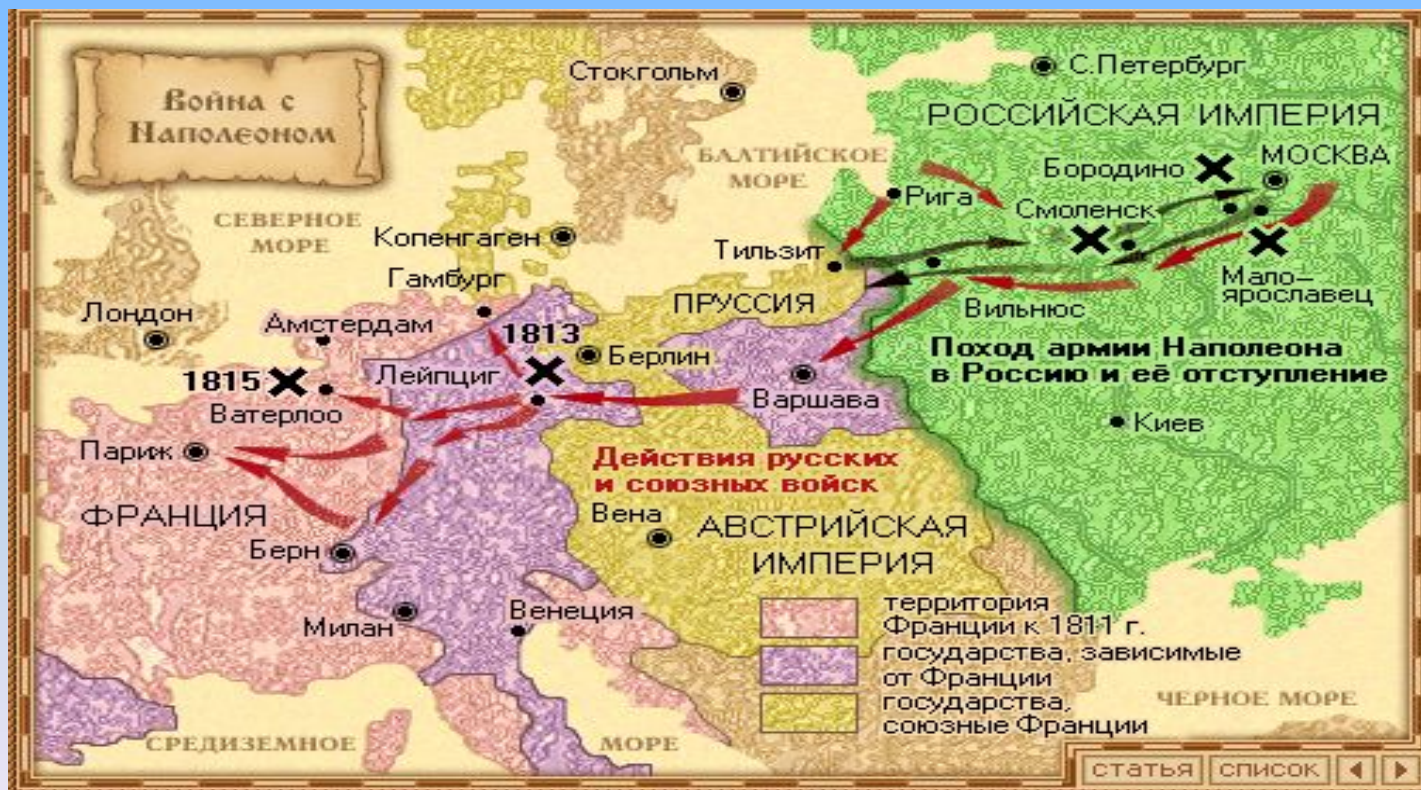 Война с
Наполеоном
Стокгольм
С.Петербург
РОССИЙСКАЯ ИМПЕРИЯ
БАЛТИЙСКОЕ
МОРЕ
Бородино
МОСКВА
Рига
Смоленск
СЕВЕРНОЕ
МОРЕ
Копенгаген
Тильзит
Гамбург
ПРУССИЯ
Вильнюс
Мало–
ярославец
Лондон
Амстердам
1813
Берлин
Поход армии Наполеона
в Россию и её отступление
1815
Лейпциг
Ватерлоо
Варшава
Киев
Париж
Действия русских
и союзных войск
ФРАНЦИЯ
Вена
АВСТРИЙСКАЯ
ИМПЕРИЯ
Берн
Милан
Венеция
территория
Франции к 1811 г.
государства, зависимые
от Франции
государства,
союзные Франции
ЧЕРНОЕ МОРЕ
СРЕДИЗЕМНОЕ
МОРЕ
статья
список